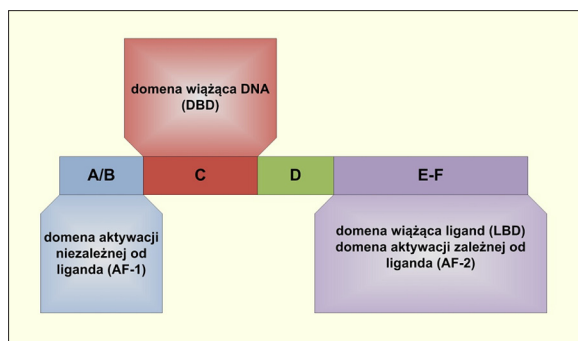 domena wiążąca DNA
(DBD)
A/B
C
D
E-F
domena aktywacji
niezależnej od
liganda (AF-1)
domena wiążąca ligand (LBD)
domena aktywacji zależnej od
liganda (AF-2)